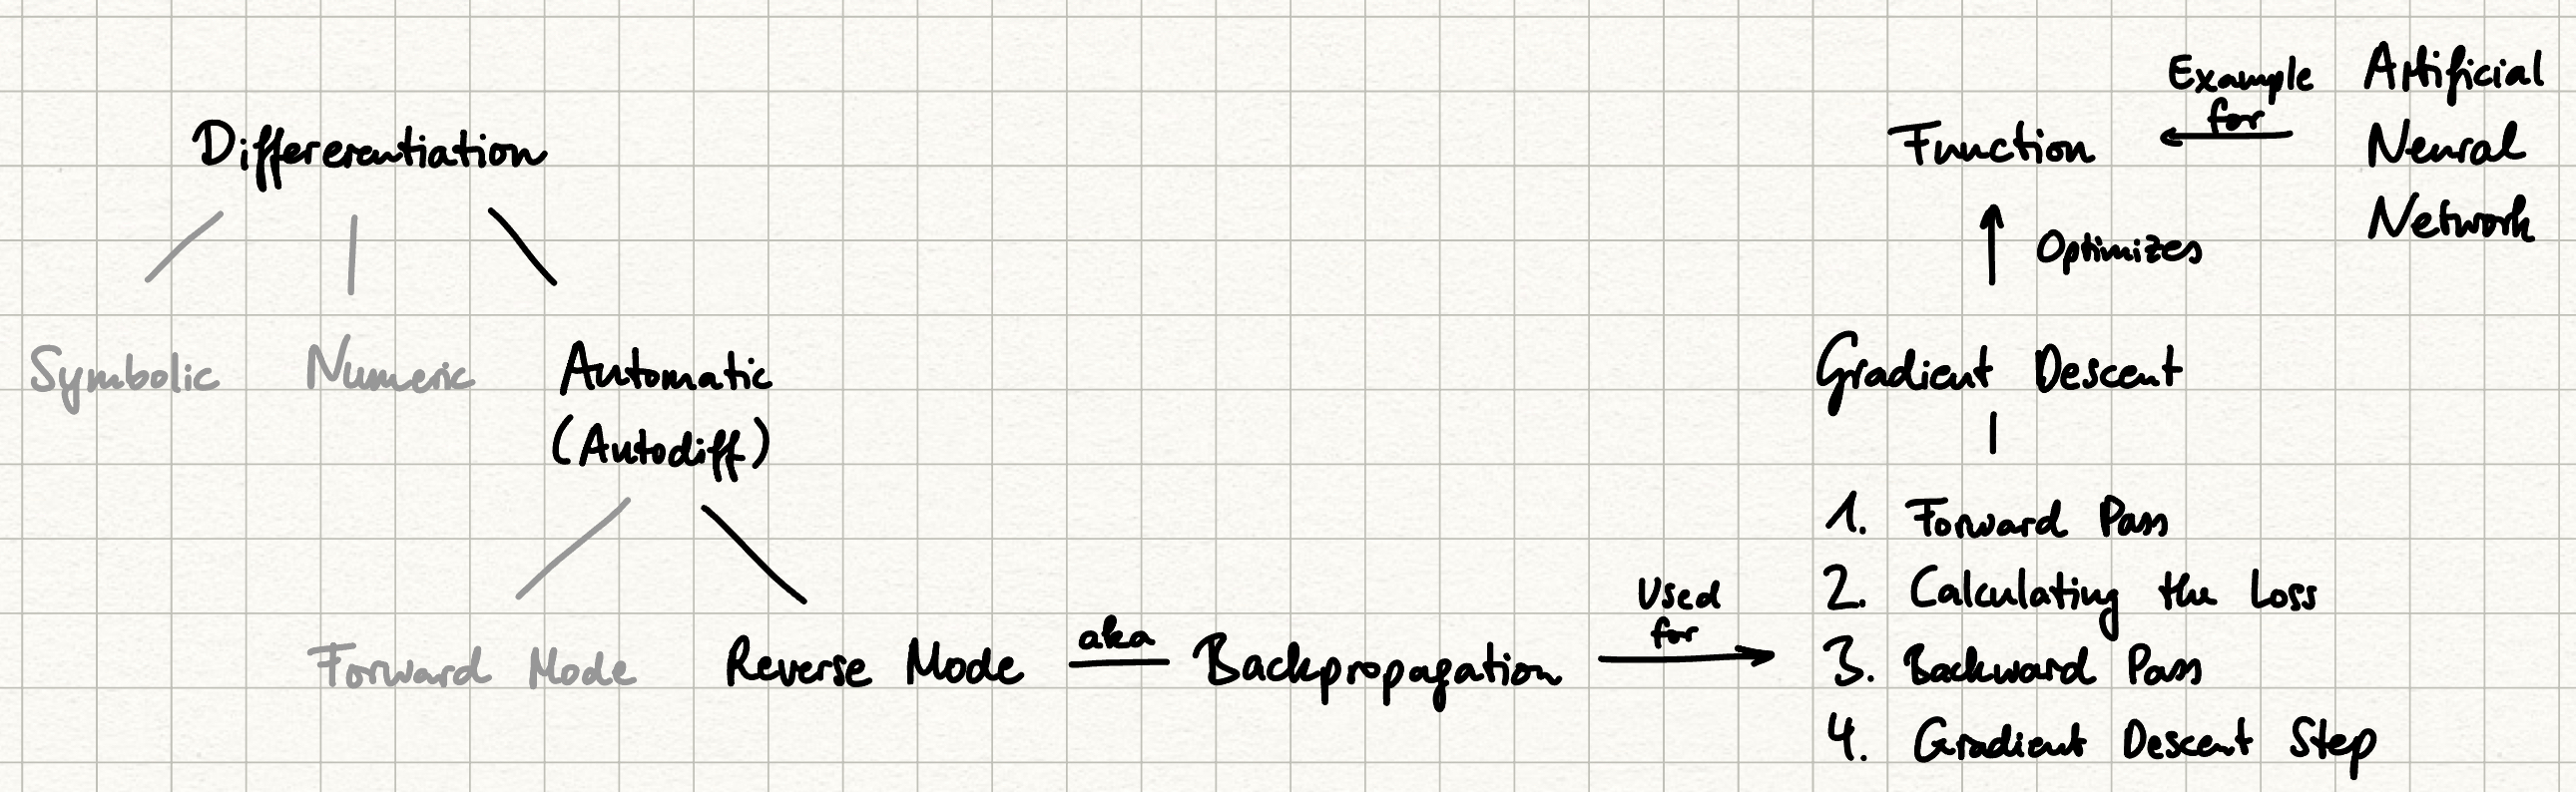 Differentiation
Symbolic
Numeric
Automatic
(Autodiff)
Forward Mode
Reverse Mode
aka
Backpropagation
Used
for
Function
Example
for
Artificial
Neural
Network
Optimizes
Gradient Descent
1. Forward Pass
2. Calculating the Loss
3. Backward Pass
4. Gradient Descent Step